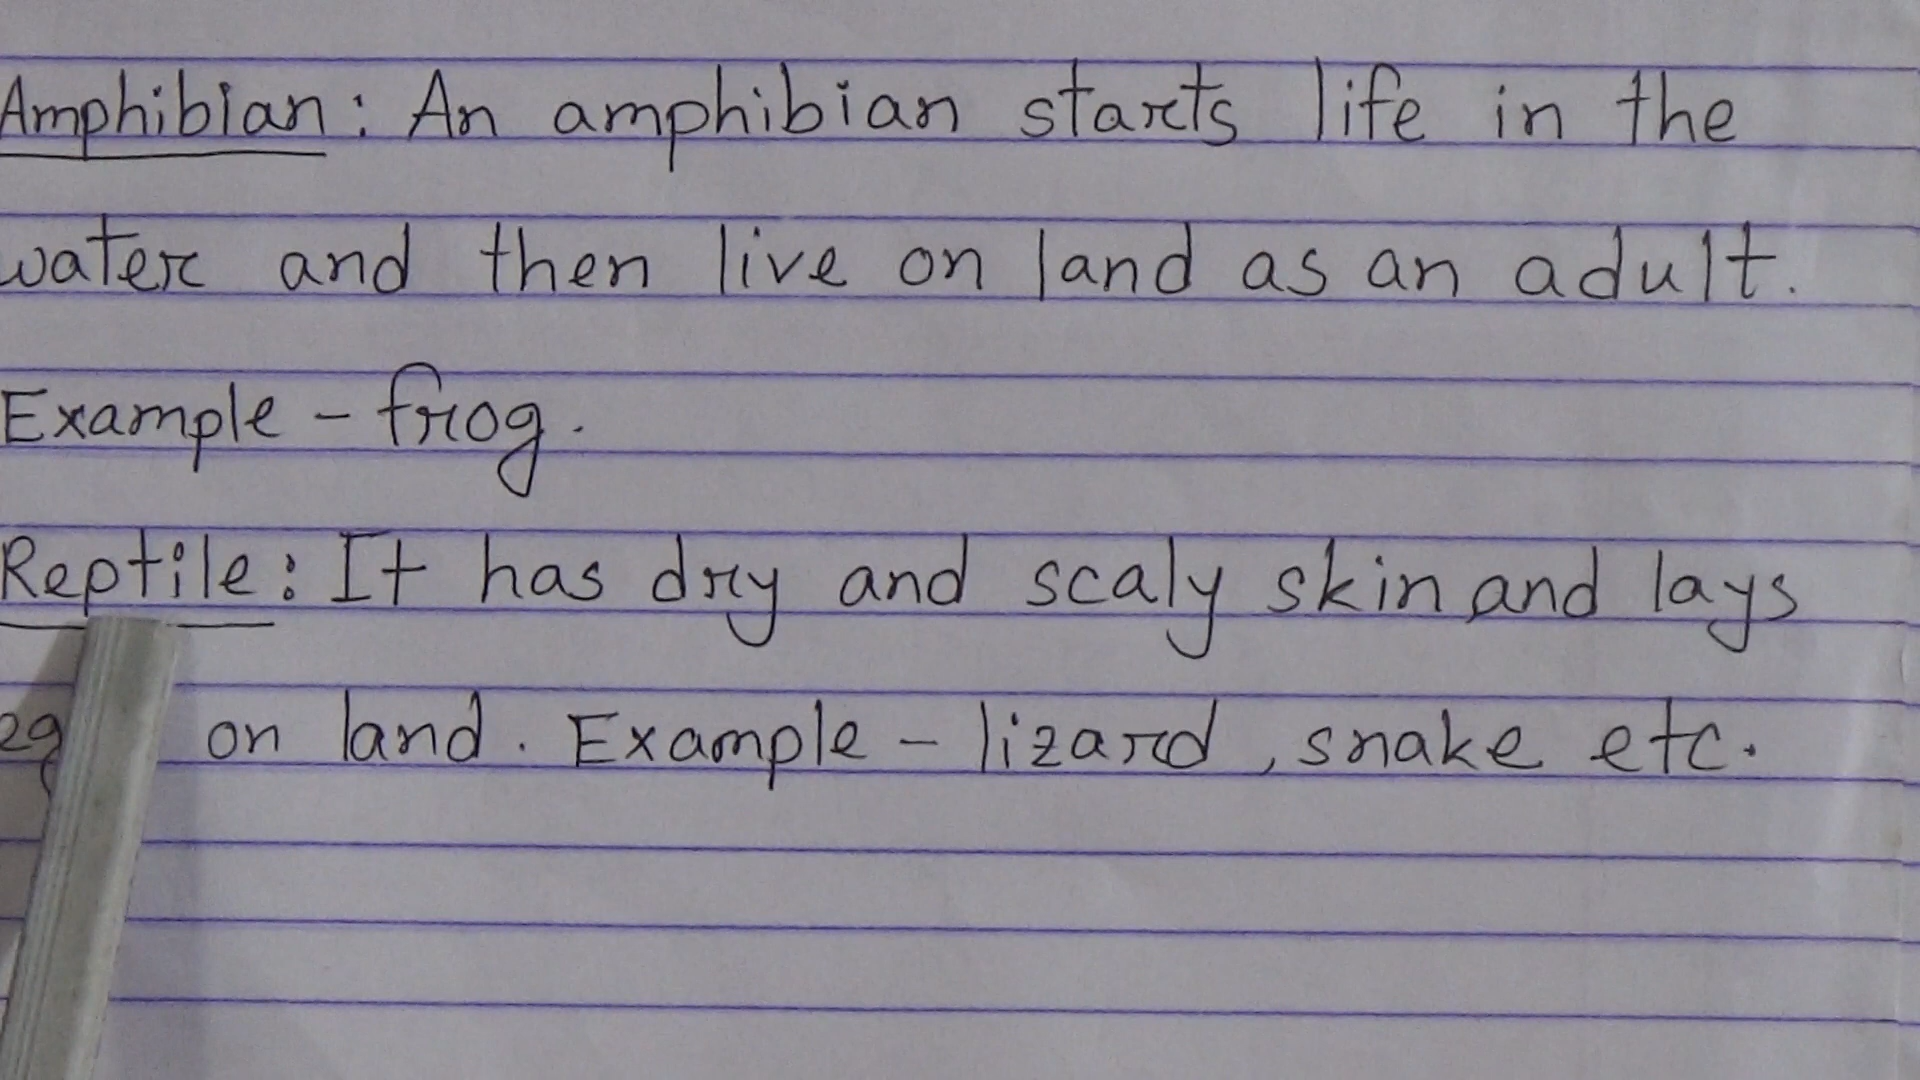 Amphibian: An amphibian starts life in the
water and then live on land as an adult.
Example - frog.
Reptile: It has dry and scaly skin and lays
on land. Example - lizard, snake etc.